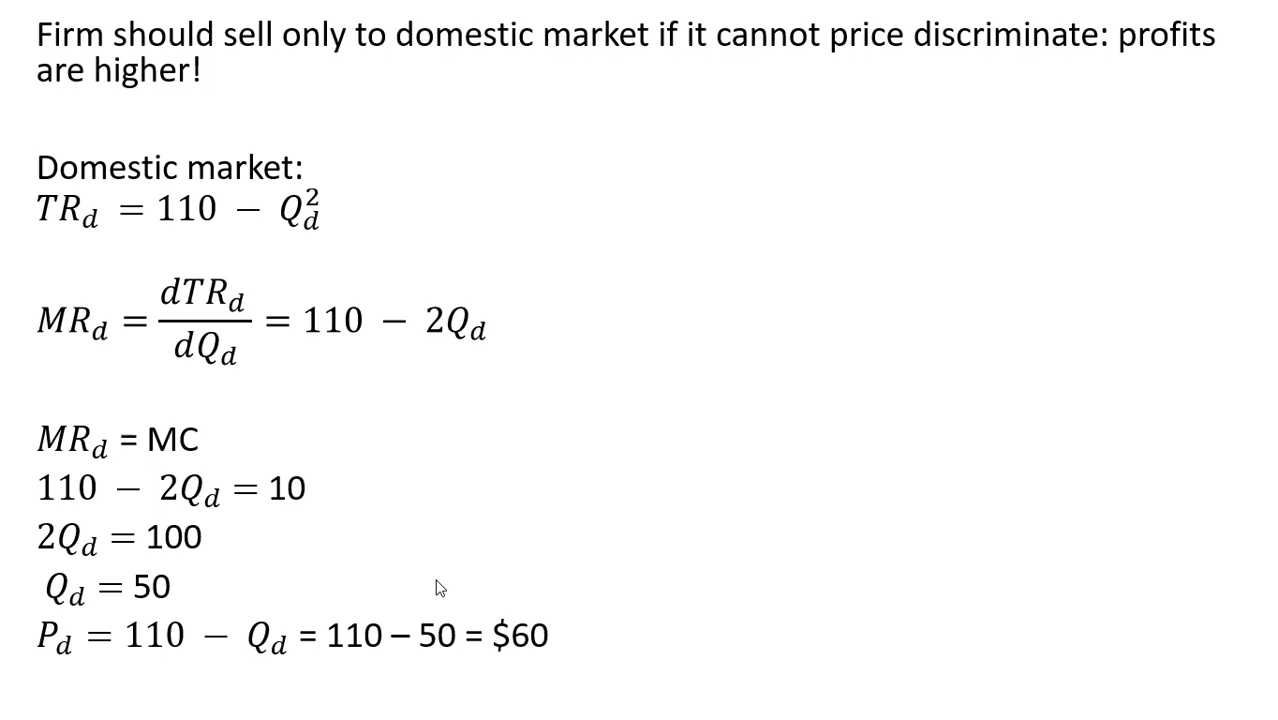 Firm should sell only to domestic market if it cannot price discriminate: profits
are higher!
Domestic market:
TR_d = 110 − Q_d^2
MR_d = dTR_d/dQ_d = 110 − 2Q_d
MR_d = MC
110 − 2Q_d = 10
2Q_d = 100
Q_d = 50
P_d = 110 − Q_d = 110 – 50 = $60